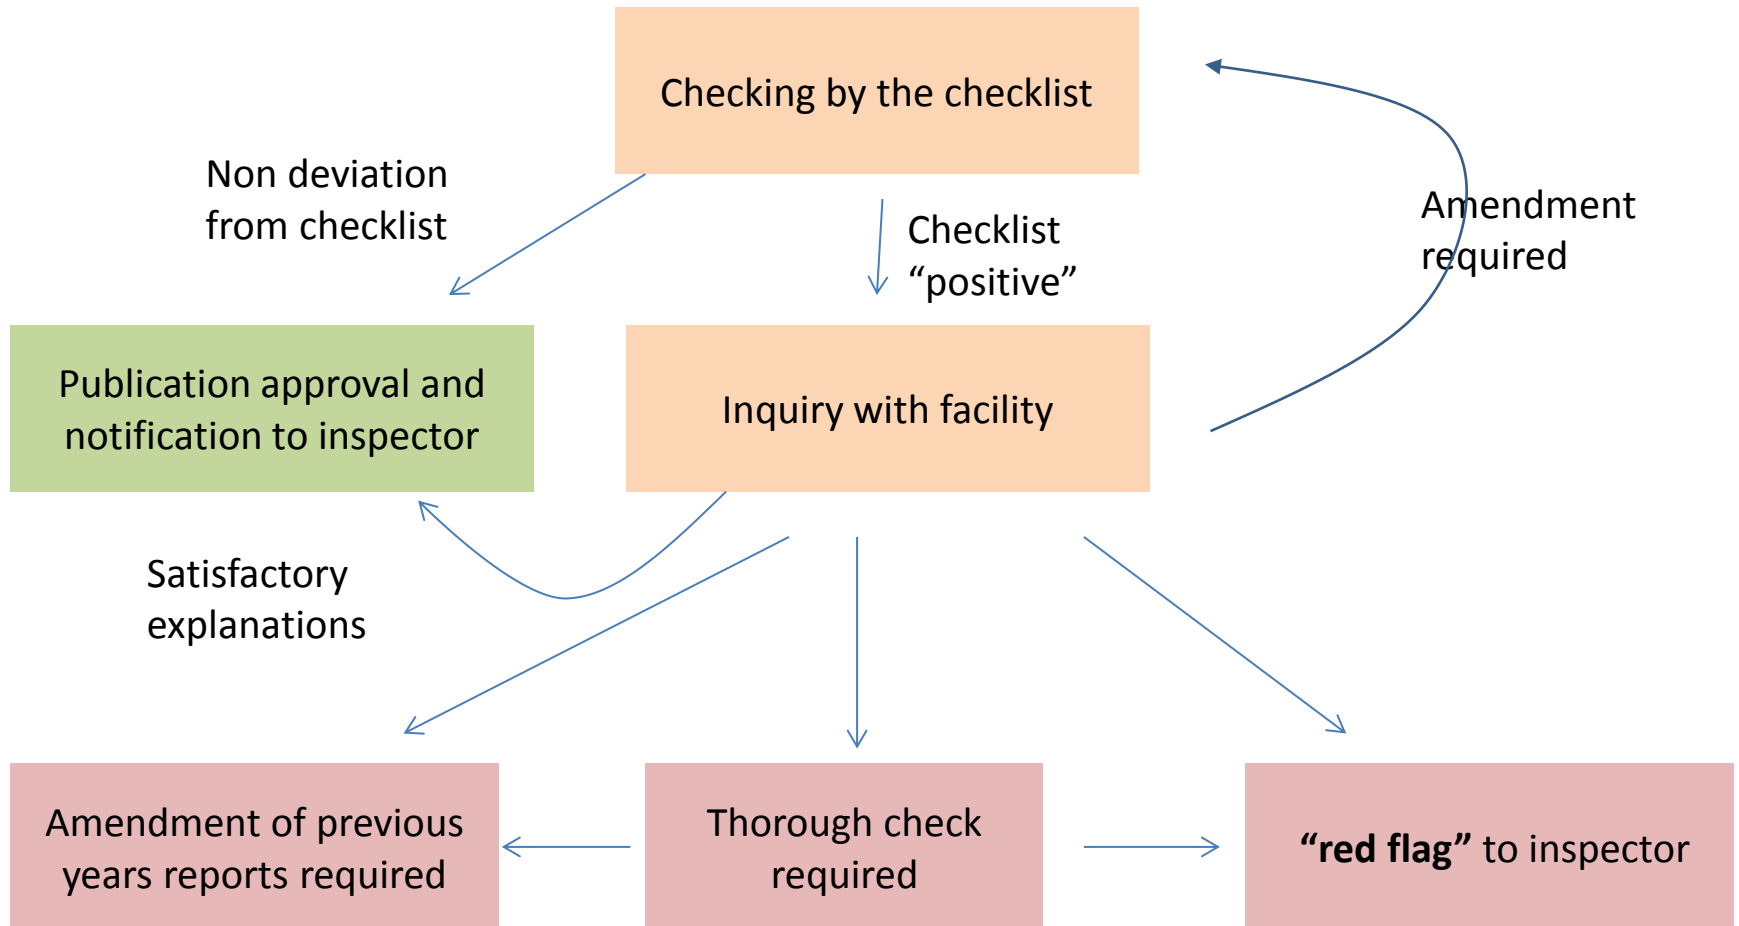 Checking by the checklist
Non deviation
from checklist
Checklist
“positive”
Amendment
required
Publication approval and
notification to inspector
Inquiry with facility
Satisfactory
explanations
Amendment of previous
years reports required
Thorough check
required
“red flag” to inspector